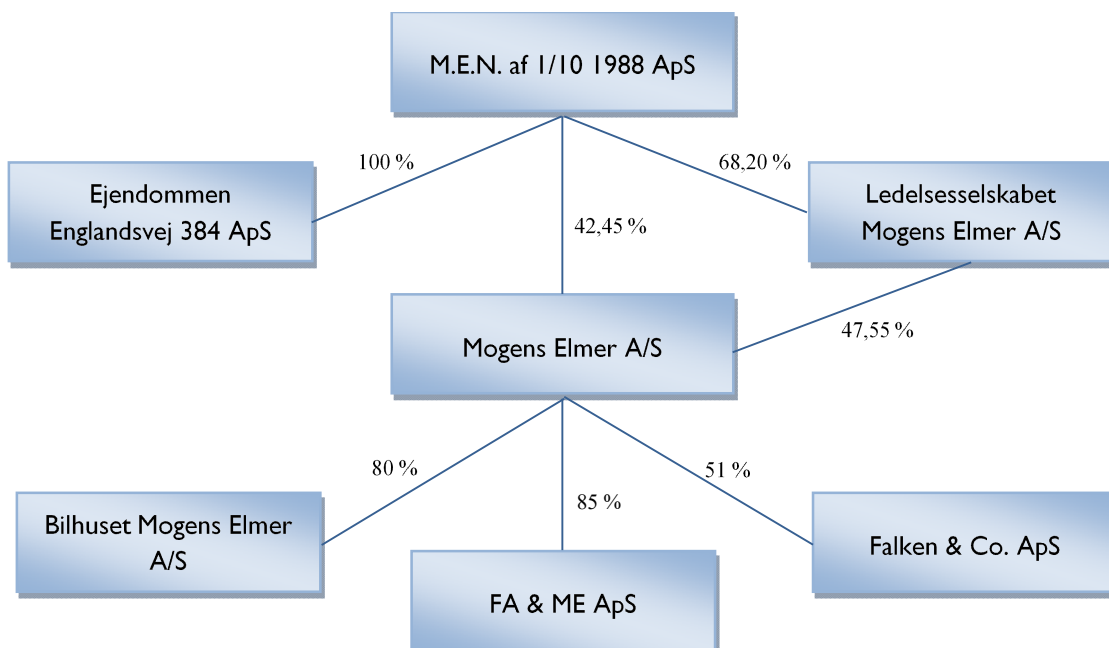 M.E.N. af 1/10 1988 ApS
100 %
68,20 %
Ejendommen
Englandsvej 384 ApS
42,45 %
Ledelsesselskabet
Mogens Elmer A/S
Mogens Elmer A/S
47,55 %
80 %
85 %
51 %
Bilhuset Mogens Elmer
A/S
FA & ME ApS
Falken & Co. ApS